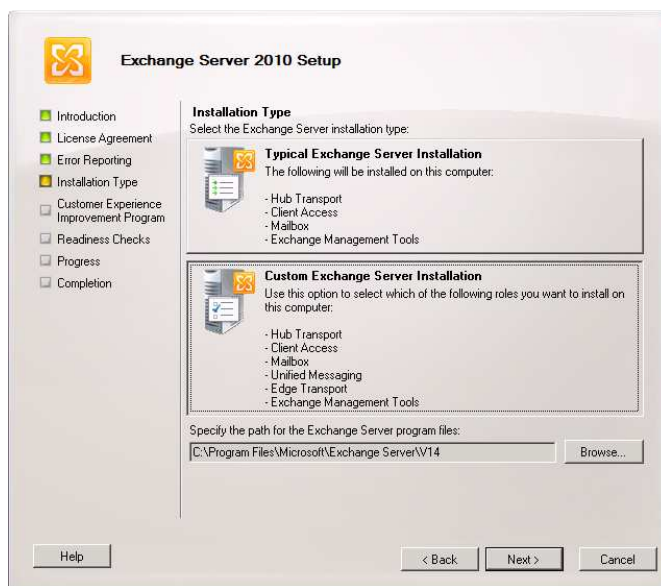 Exchange Server 2010 Setup
Introduction
License Agreement
Error Reporting
Installation Type
Customer Experience
Improvement Program
Readiness Checks
Progress
Completion
Installation Type
Select the Exchange Server installation type:
Typical Exchange Server Installation
The following will be installed on this computer:
- Hub Transport
- Client Access
- Mailbox
- Exchange Management Tools
Custom Exchange Server Installation
Use this option to select which of the following roles you want to install on
this computer:
- Hub Transport
- Client Access
- Mailbox
- Unified Messaging
- Edge Transport
- Exchange Management Tools
Specify the path for the Exchange Server program files:
C:\Program Files\Microsoft\Exchange Server\V14
Browse...
Help
< Back
Next >
Cancel